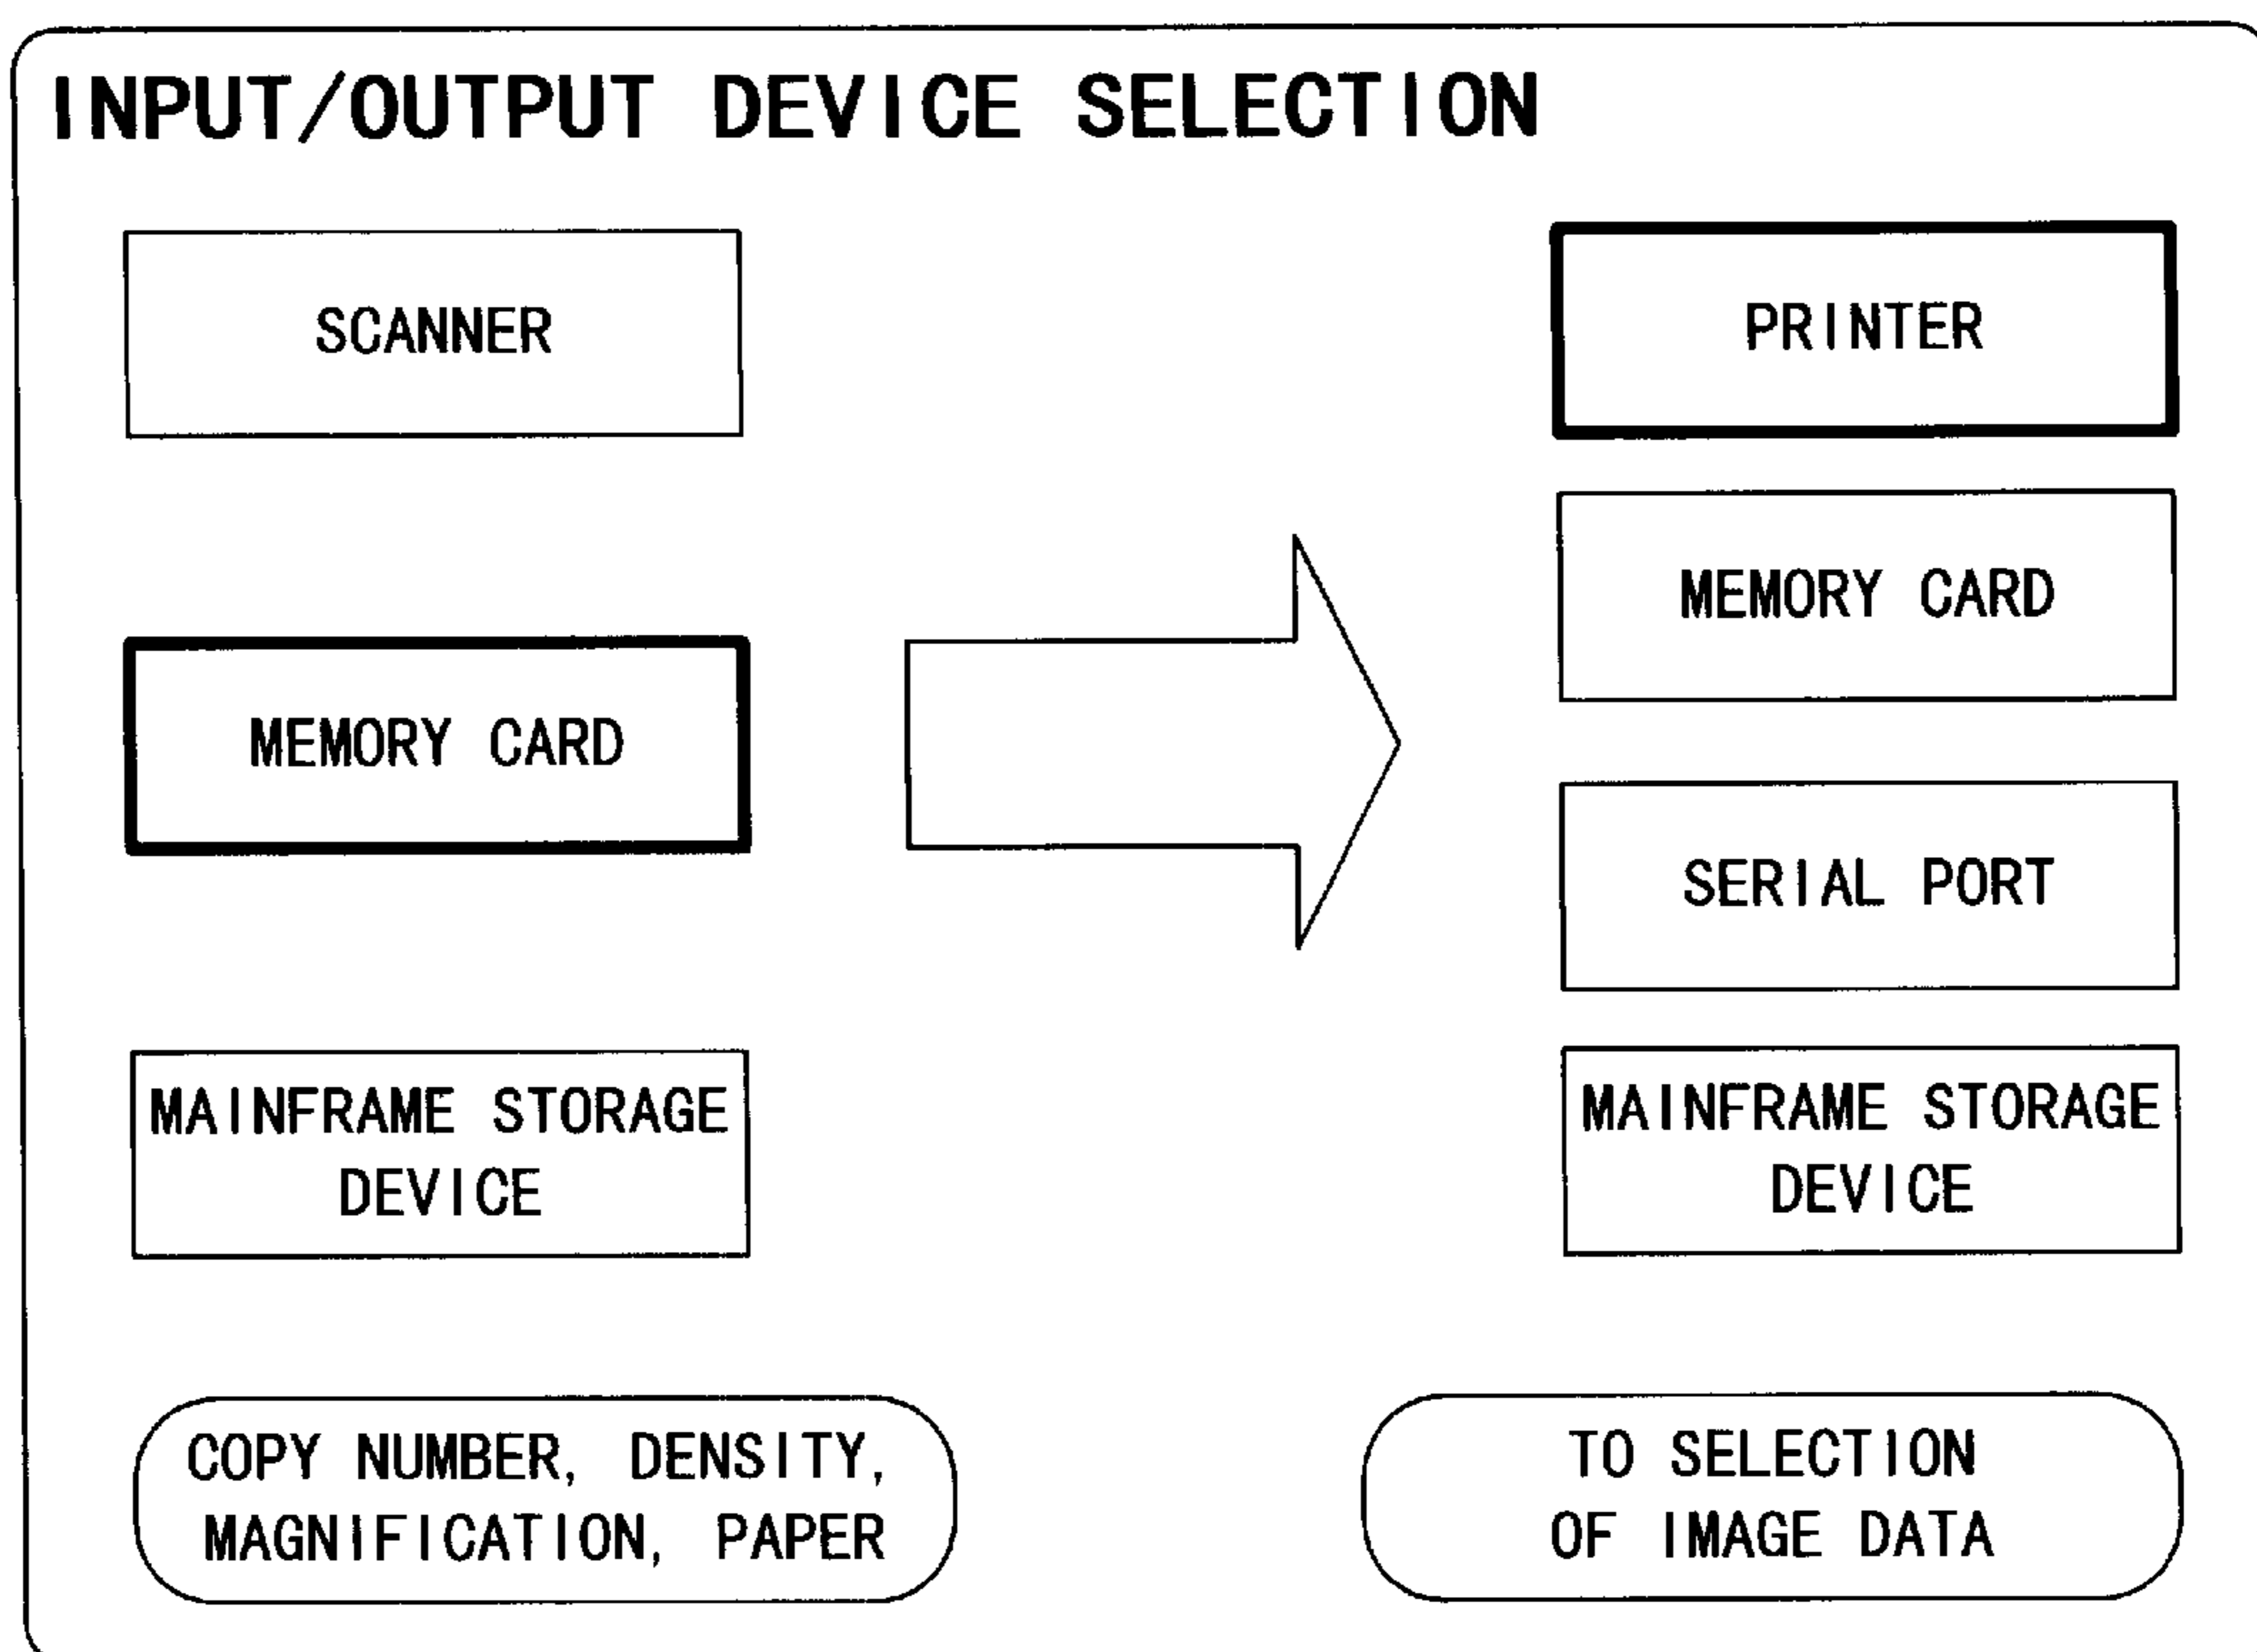 INPUT/OUTPUT DEVICE SELECTION
SCANNER
MEMORY CARD
MAINFRAME STORAGE
DEVICE
PRINTER
MEMORY CARD
SERIAL PORT
MAINFRAME STORAGE
DEVICE
COPY NUMBER, DENSITY,
MAGNIFICATION, PAPER
TO SELECTION
OF IMAGE DATA